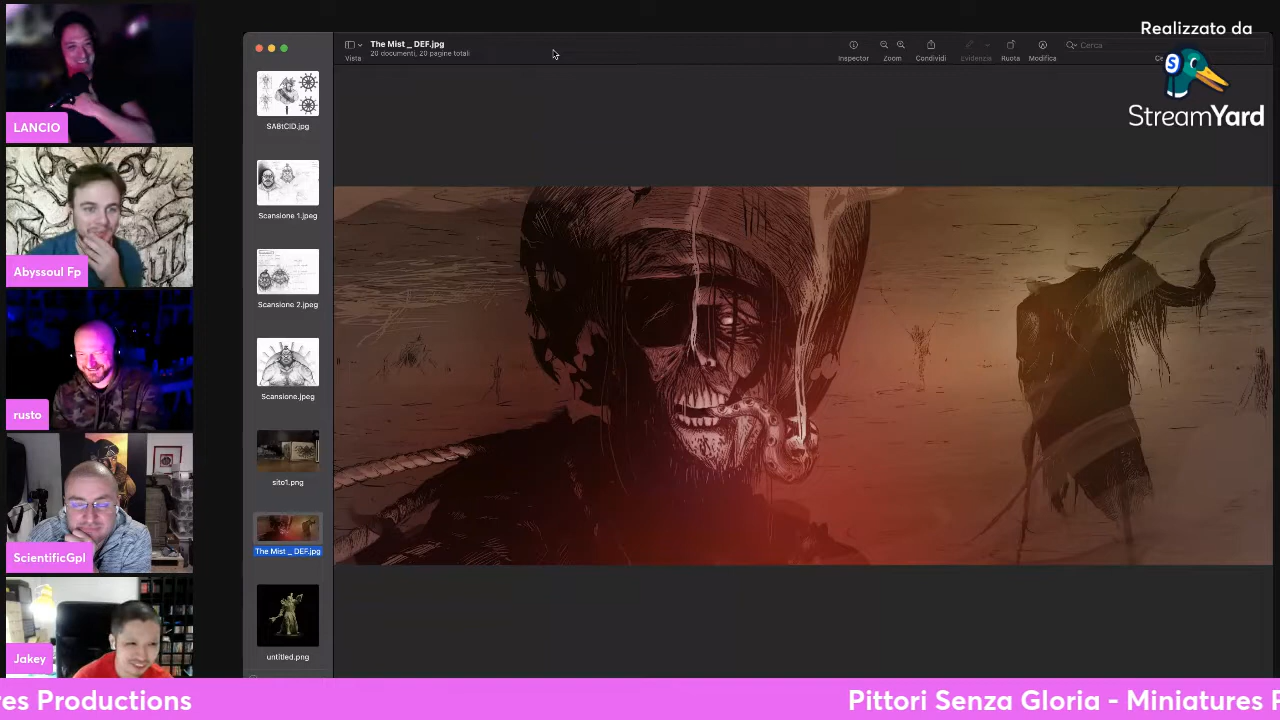 LANCIO
Abyssoul Fp
rusto
ScientificGpl
Jakey
The Mist _ DEF.jpg
20 documenti, 20 pagine totali
Vista
Inspector
Zoom
Condividi
Evidenzia
Ruota
Modifica
Cerca
Realizzato da
StreamYard
SABtCID.jpg
Scansione 1.jpeg
Scansione 2.jpeg
Scansione.jpeg
sito1.png
The Mist _ DEF.jpg
untitled.png
res Productions
Pittori Senza Gloria - Miniatures P